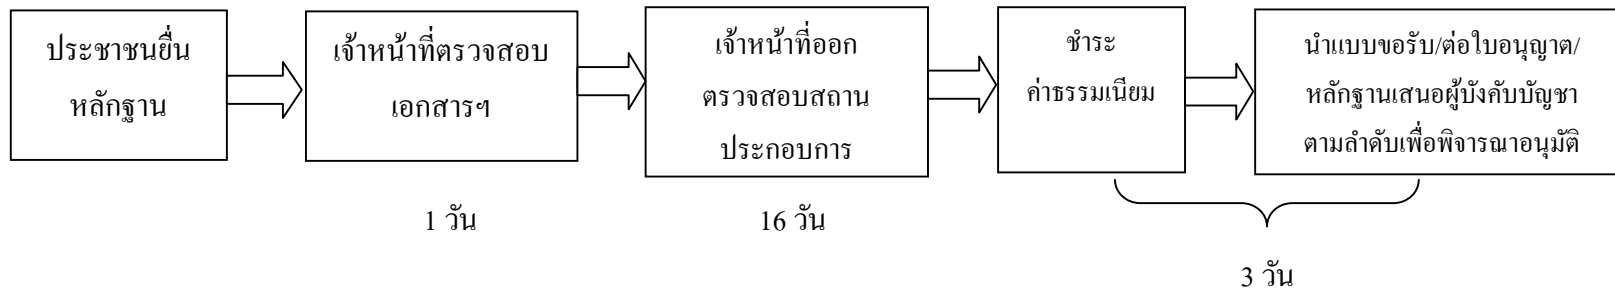 ประชาชนยื่น
หลักฐาน
เจ้าหน้าที่ตรวจสอบ
เอกสารฯ
เจ้าหน้าที่ออก
ตรวจสอบสถาน
ประกอบการ
ชำระ
ค่าธรรมเนียม
นำแบบขอรับ/ต่อใบอนุญาต/
หลักฐานเสนอผู้บังคับบัญชา
ตามลำดับเพื่อพิจารณาอนุมัติ
1 วัน
16 วัน
3 วัน